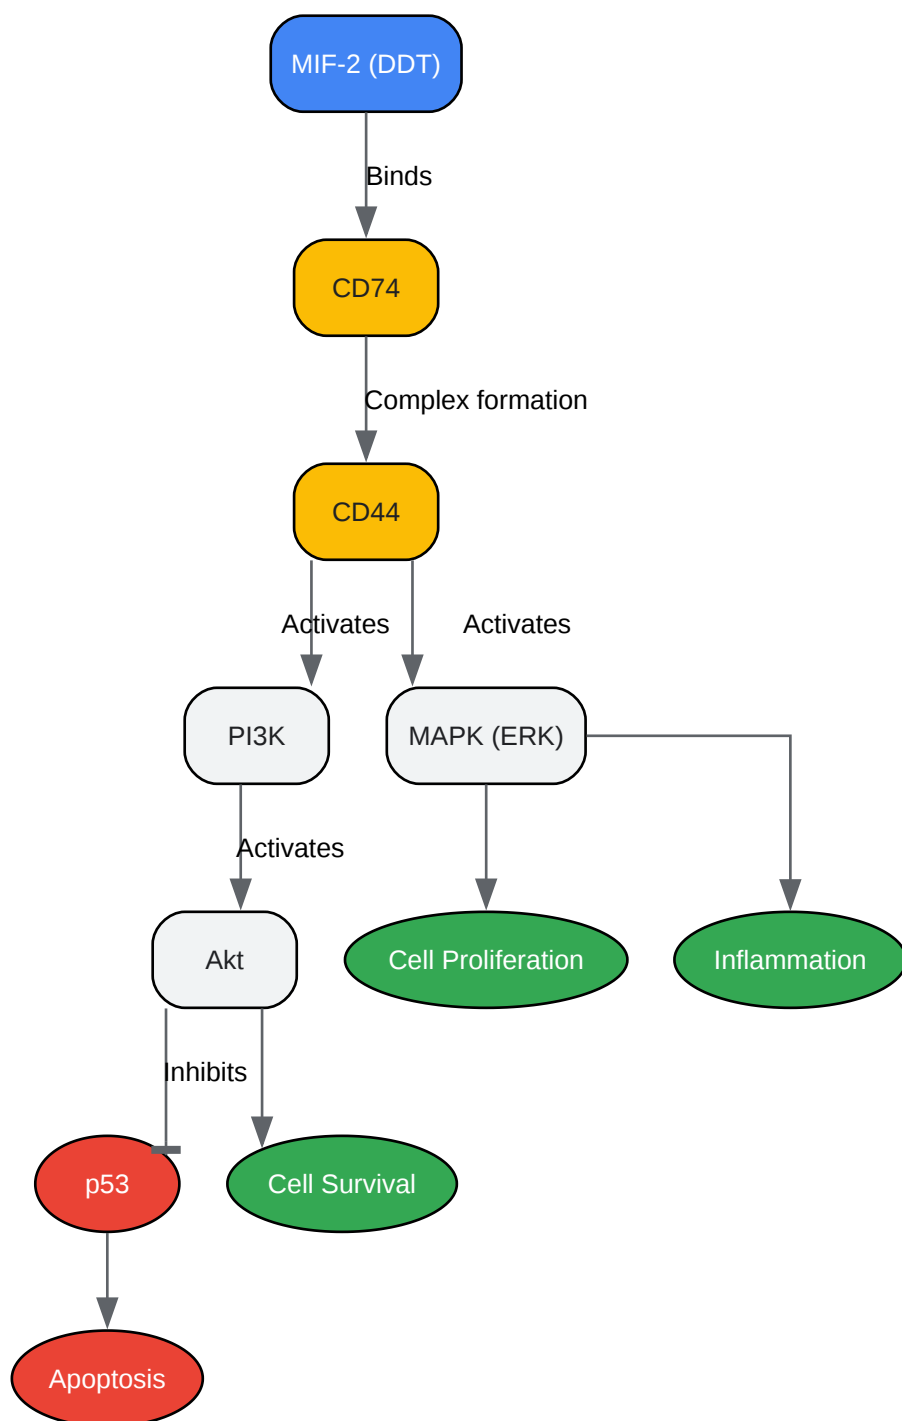 MIF-2 (DDT)
Binds
CD74
Complex formation
CD44
Activates
Activates
PI3K
MAPK (ERK)
Activates
Akt
Cell Proliferation
Inflammation
Inhibits
p53
Cell Survival
Apoptosis